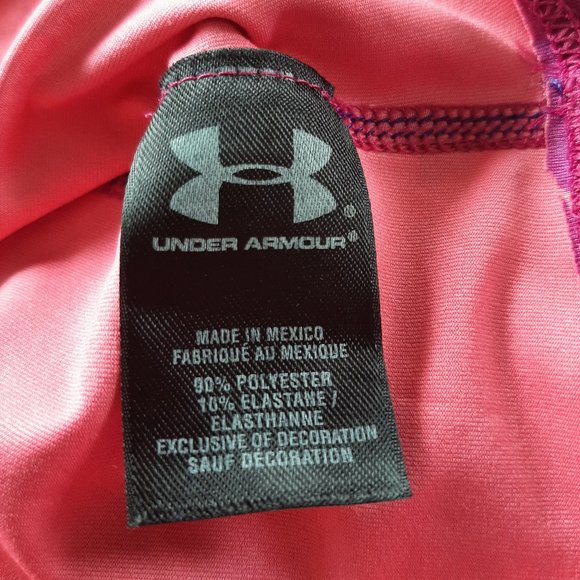 ®
UNDER ARMOUR®
MADE IN MEXICO
FABRIQUÉ AU MEXIQUE
90% POLYESTER
10% ELASTANE/
ELASTHANNE
EXCLUSIVE OF DECORATION
SAUF DÉCORATION